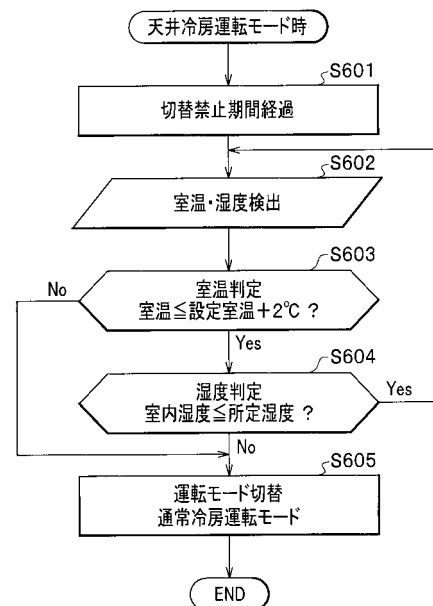 天井冷房運転モード時
S601
切替禁止期間経過
S602
室温・湿度検出
S603
No
室温判定
室温≦設定室温+2℃ ?
Yes
S604
湿度判定
室内湿度≦所定湿度 ?
Yes
No
S605
運転モード切替
通常冷房運転モード
END